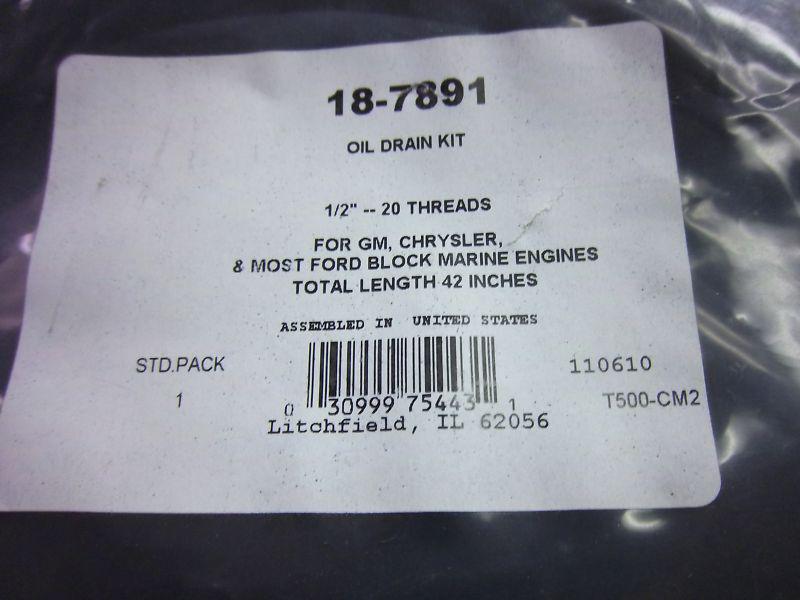 18-7891
OIL DRAIN KIT
1/2" -- 20 THREADS
FOR GM, CHRYSLER,
& MOST FORD BLOCK MARINE ENGINES
TOTAL LENGTH 42 INCHES
ASSEMBLED IN UNITED STATES
STD.PACK
1
110610
T500-CM2
0 30999 75443 1
Litchfield, IL 62056